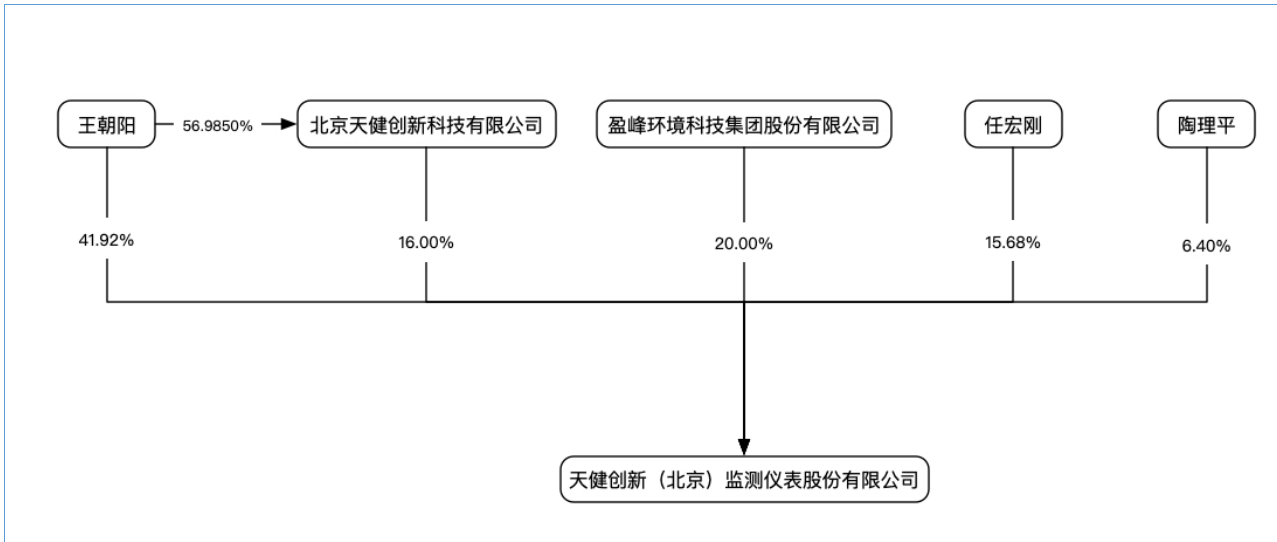 王朝阳
56.9850%
北京天健创新科技有限公司
盈峰环境科技集团股份有限公司
任宏刚
陶理平
41.92%
16.00%
20.00%
15.68%
6.40%
天健创新（北京）监测仪表股份有限公司